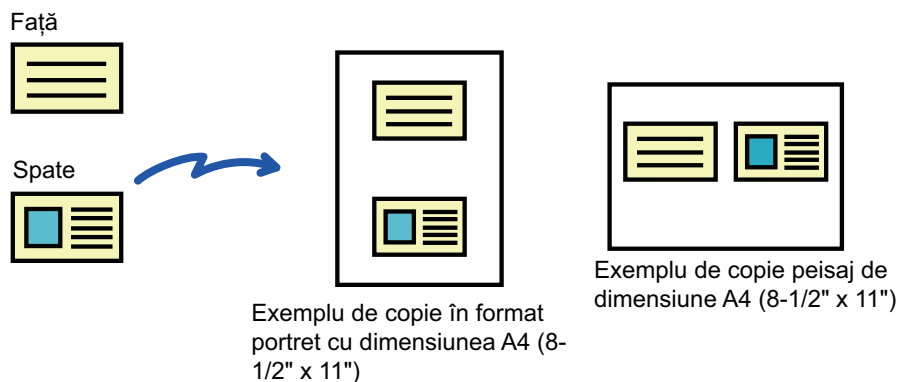 Față
Spate
Exemplu de copie în format
portret cu dimensiunea A4 (8-
1/2" x 11")
Exemplu de copie peisaj de
dimensiune A4 (8-1/2" x 11")